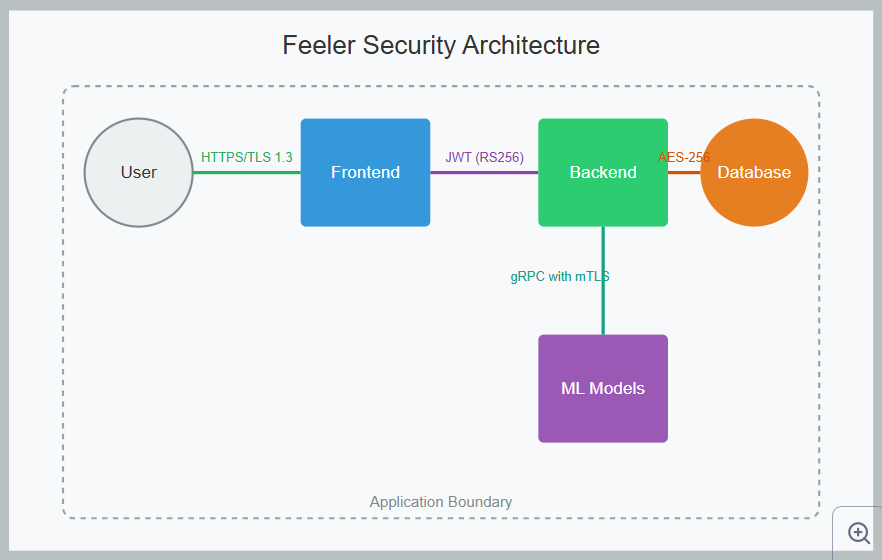 Feeler Security Architecture
User
HTTPS/TLS 1.3
Frontend
JWT (RS256)
Backend
AES-256
Database
gRPC with mTLS
ML Models
Application Boundary